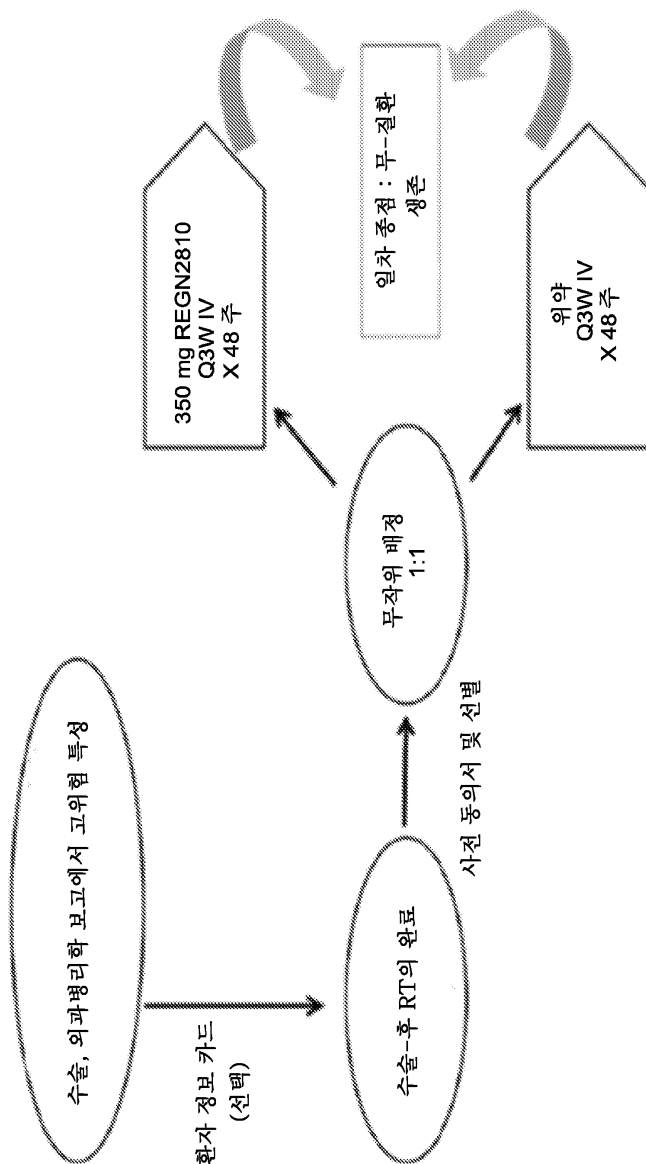 수술, 외과병리학 보고에서 고위험 특성
환자 정보 카드
(선택)
수술-후 RT의 완료
사전 동의서 및 선별
무작위 배정
1:1
350 mg REGN2810
Q3W IV
X 48 주
위약
Q3W IV
X 48 주
일차 종점 : 무-질환
생존